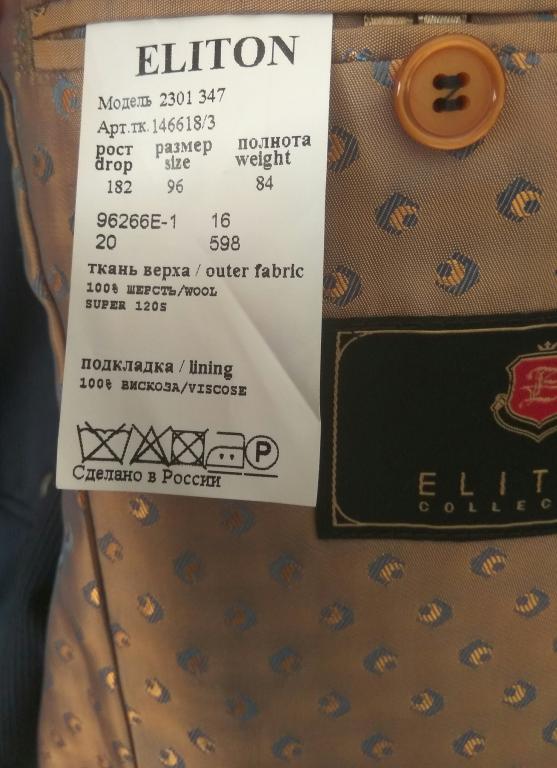 ELITON
Модель 2301 347
Арт.тк.146618/3
рост размер полнота
drop size weight
182 96 84
96266E-1 16
20 598
ткань верха / outer fabric
100% ШЕРСТЬ/WOOL
SUPER 120S
подкладка / lining
100% ВИСКОЗА/VISCOSE
P
Сделано в России
E
ELIT
COLLEC